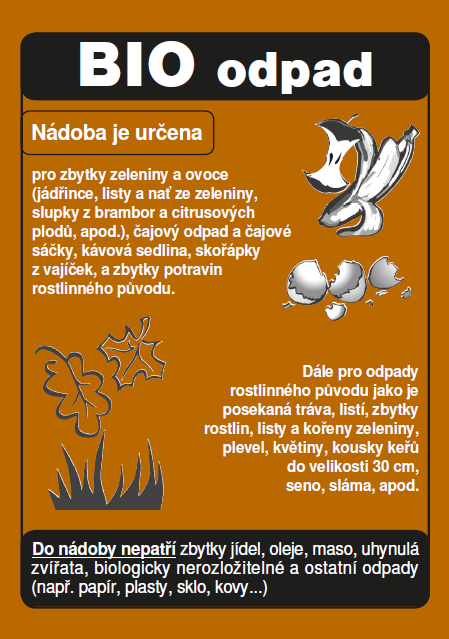 BIO odpad
Nádoba je určena
pro zbytky zeleniny a ovoce
(jádřince, listy a nať ze zeleniny,
slupky z brambor a citrusových
plodů, apod.), čajový odpad a čajové
sáčky, kávová sedlina, skořápky
z vajíček, a zbytky potravin
rostlinného původu.
Dále pro odpady
rostlinného původu jako je
posekaná tráva, listí, zbytky
rostlin, listy a kořeny zeleniny,
plevel, květiny, kousky keřů
do velikosti 30 cm,
seno, sláma, apod.
Do nádoby nepatří zbytky jídel, oleje, maso, uhynulá
zvířata, biologicky nerozložitelné a ostatní odpady
(např. papír, plasty, sklo, kovy...)